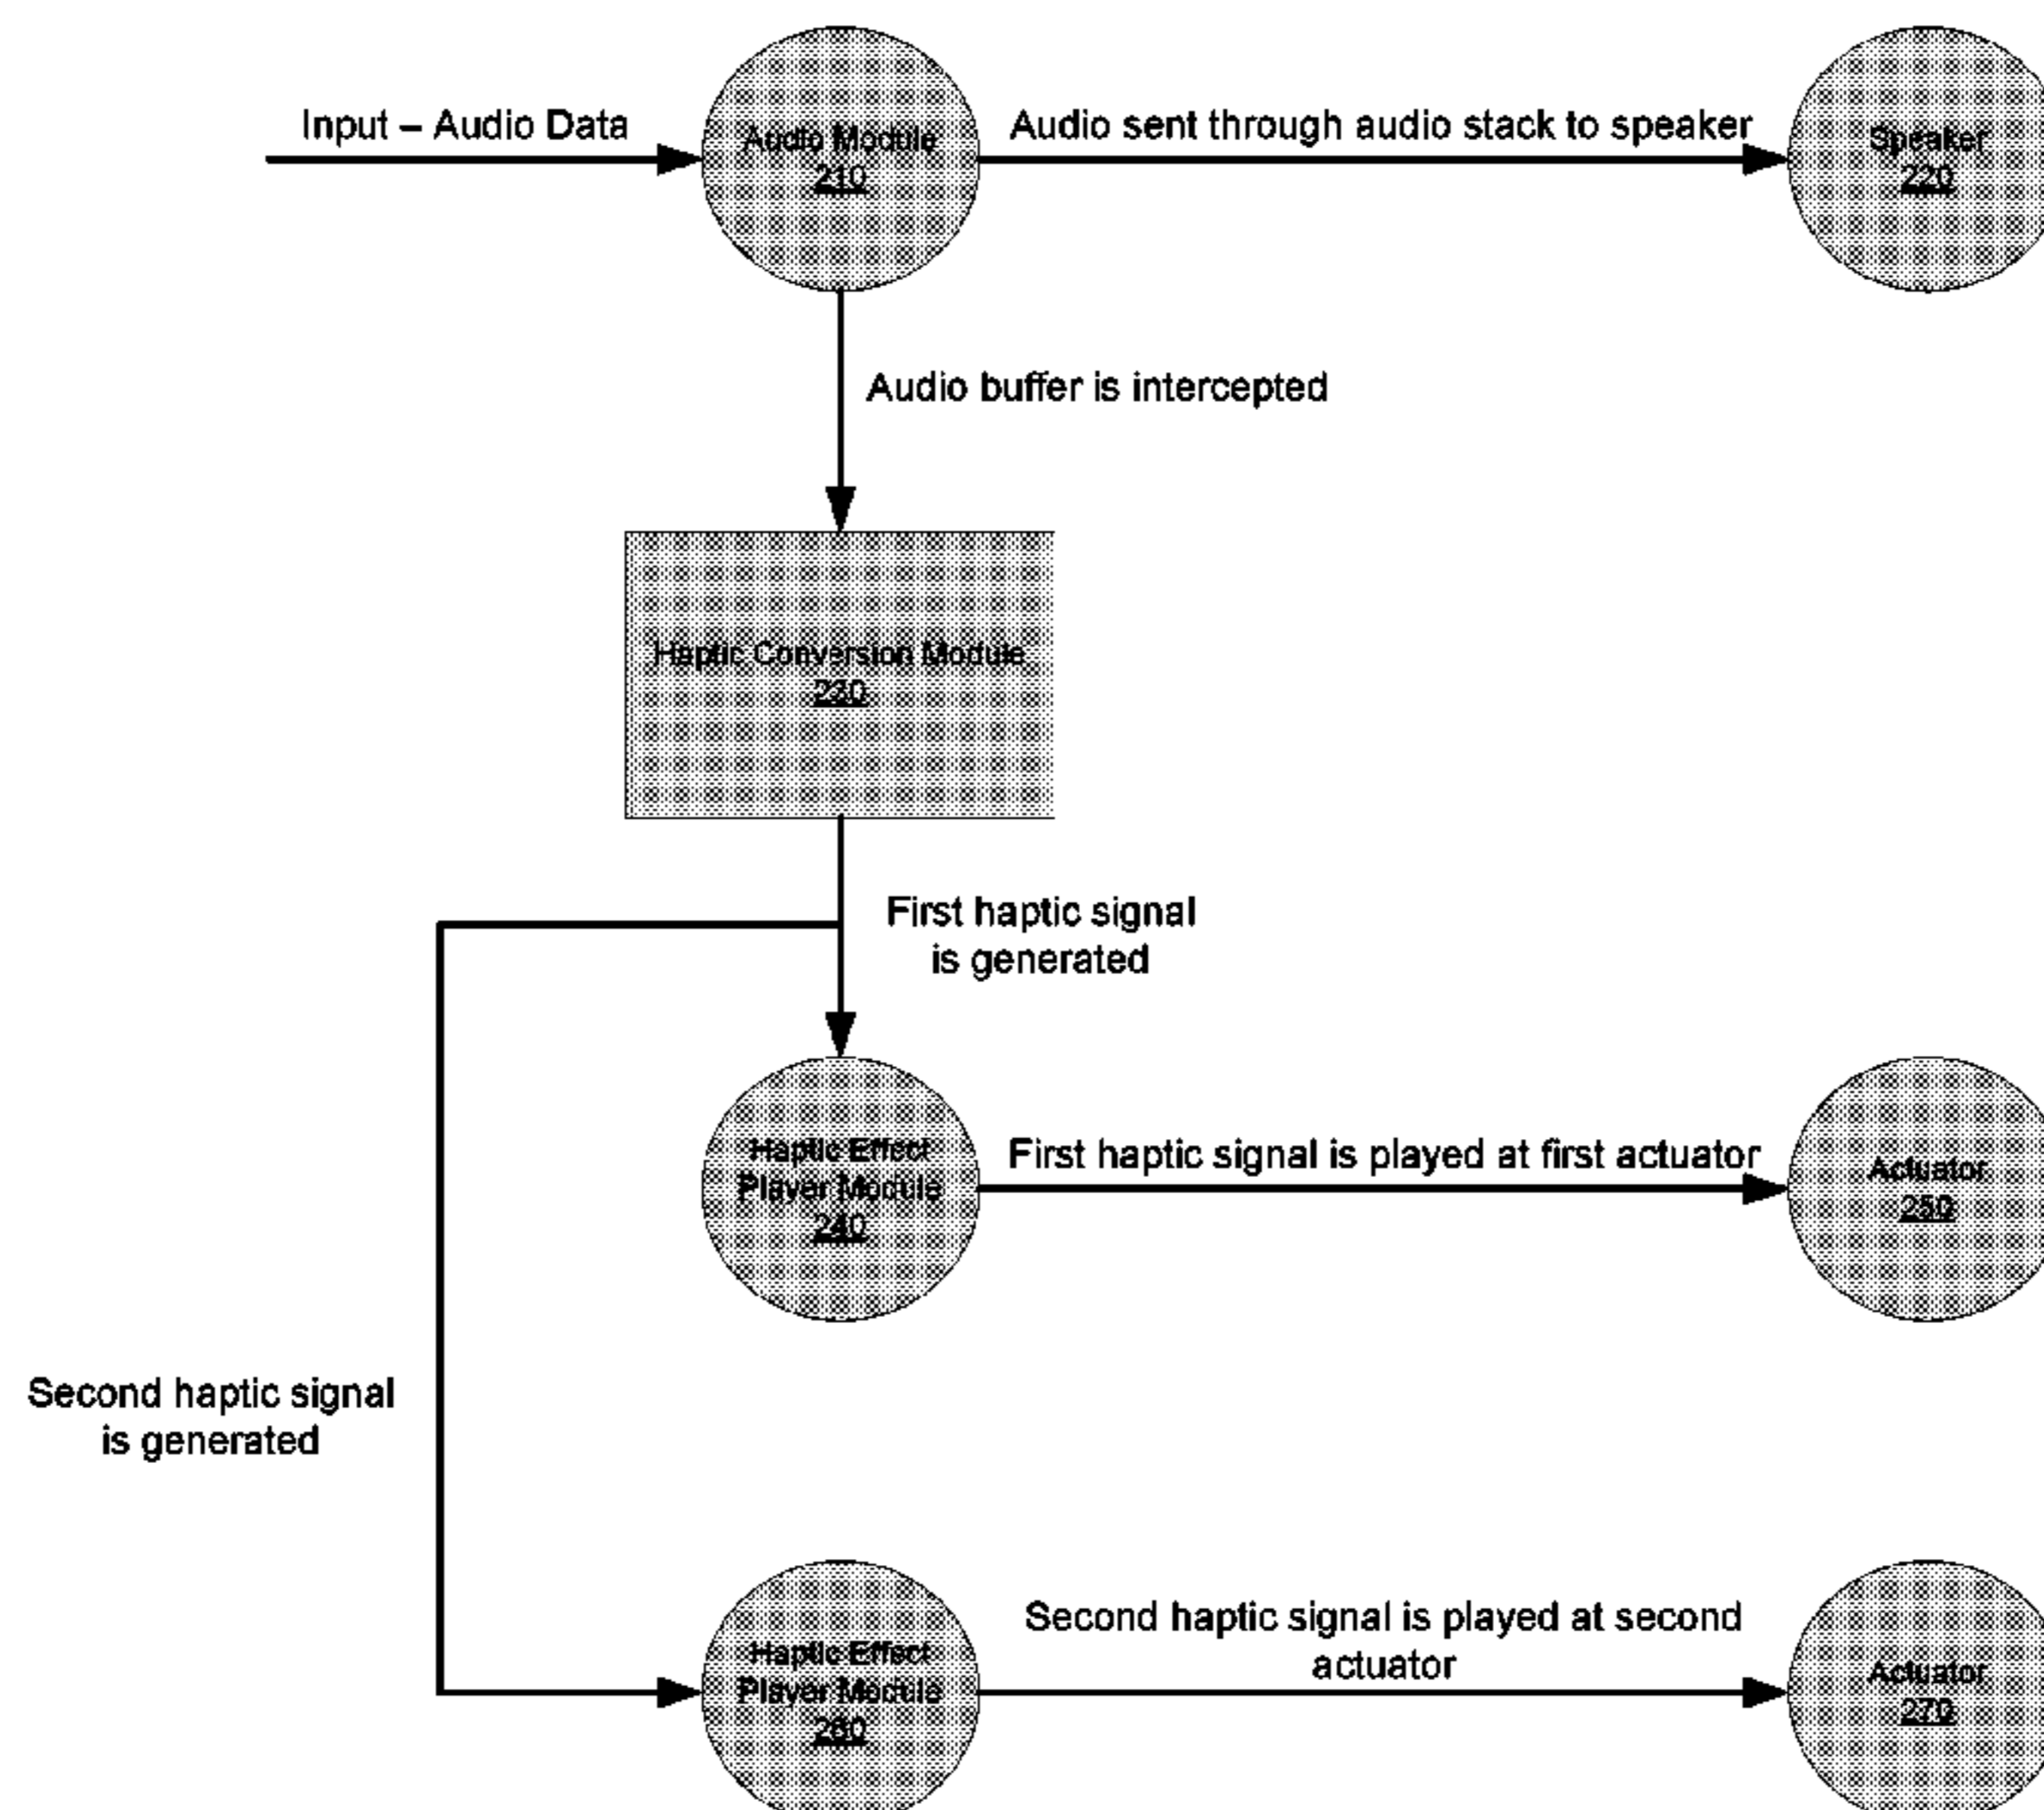 Input – Audio Data
Audio Module
210
Audio sent through audio stack to speaker
Speaker
220
Audio buffer is intercepted
Haptic Conversion Module
230
First haptic signal
is generated
Haptic Effect
Player Module
240
First haptic signal is played at first actuator
Actuator
250
Second haptic signal
is generated
Haptic Effect
Player Module
260
Second haptic signal is played at second
actuator
Actuator
270